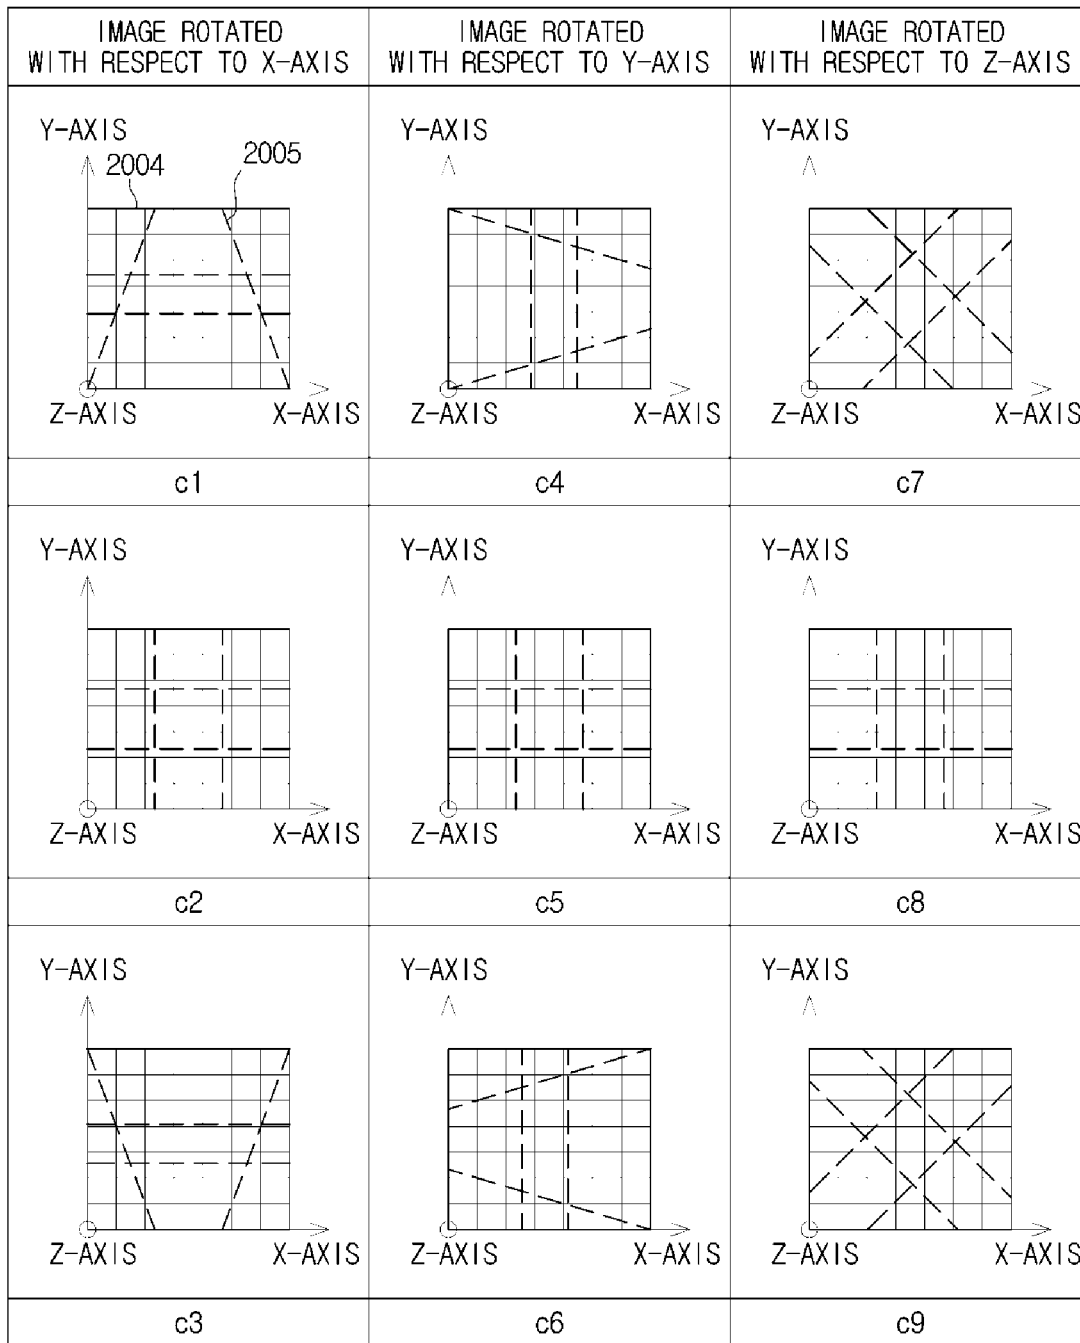 IMAGE ROTATED
WITH RESPECT TO X-AXIS
IMAGE ROTATED
WITH RESPECT TO Y-AXIS
IMAGE ROTATED
WITH RESPECT TO Z-AXIS
Y-AXIS
2004
2005
Z-AXIS
X-AXIS
Y-AXIS
Z-AXIS
X-AXIS
Y-AXIS
Z-AXIS
X-AXIS
c1
c4
c7
Y-AXIS
Z-AXIS
X-AXIS
Y-AXIS
Z-AXIS
X-AXIS
Y-AXIS
Z-AXIS
X-AXIS
c2
c5
c8
Y-AXIS
Z-AXIS
X-AXIS
Y-AXIS
Z-AXIS
X-AXIS
Y-AXIS
Z-AXIS
X-AXIS
c3
c6
c9